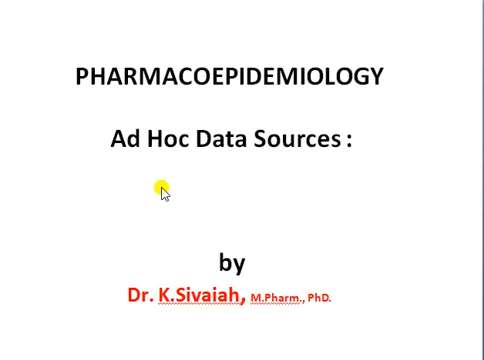 PHARMACOEPIDEMIOLOGY
Ad Hoc Data Sources :
by
Dr. K.Sivaiah, M.Pharm., PhD.